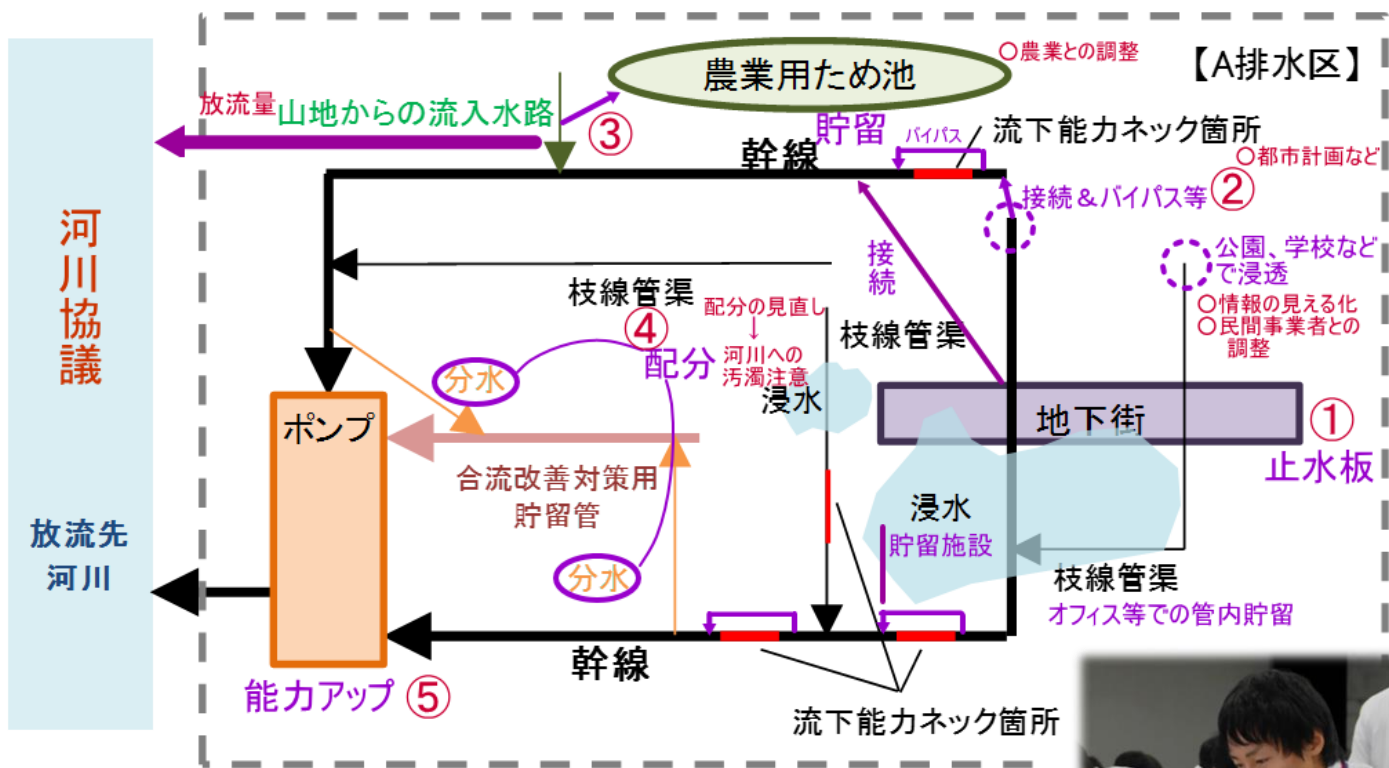 農業用ため池
○農業との調整
【A排水区】
放流量
山地からの流入水路
③
貯留
バイパス
流下能力ネック箇所
幹線
○都市計画など
接続&バイパス等
②
河川協議
接続
公園、学校など
で浸透
枝線管渠
④
配分の見直し
↓
河川への
汚濁注意
配分
枝線管渠
○情報の見える化
○民間事業者との
調整
分水
浸水
ポンプ
地下街
①
止水板
合流改善対策用
貯留管
浸水
貯留施設
放流先
河川
分水
枝線管渠
オフィス等での管内貯留
幹線
能力アップ
⑤
流下能力ネック箇所